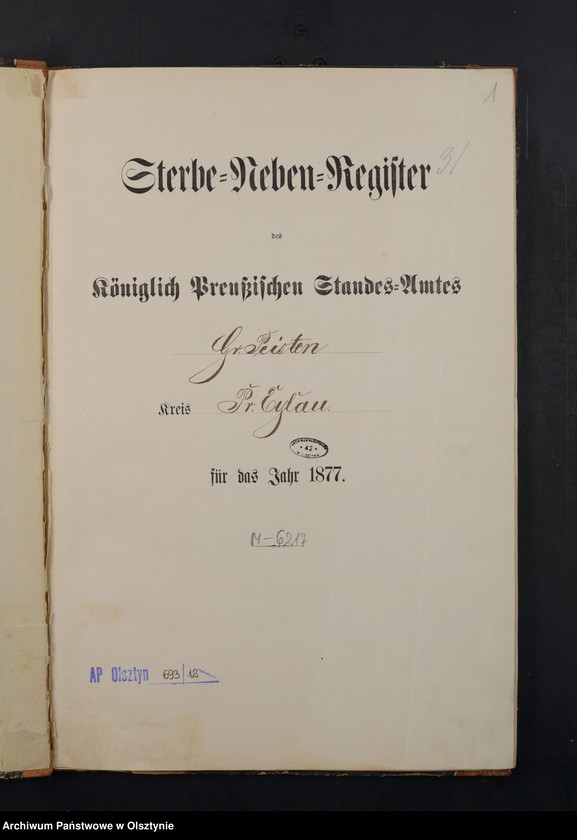 1
Sterbe=Neben=Register
31
des
Königlich Preußischen Standes=Amtes
Gr. Peisten
Kreis Pr. Eylau.
42
für das Jahr 1877.
M-6217
AP Olsztyn 693/12
Archiwum Państwowe w Olsztynie